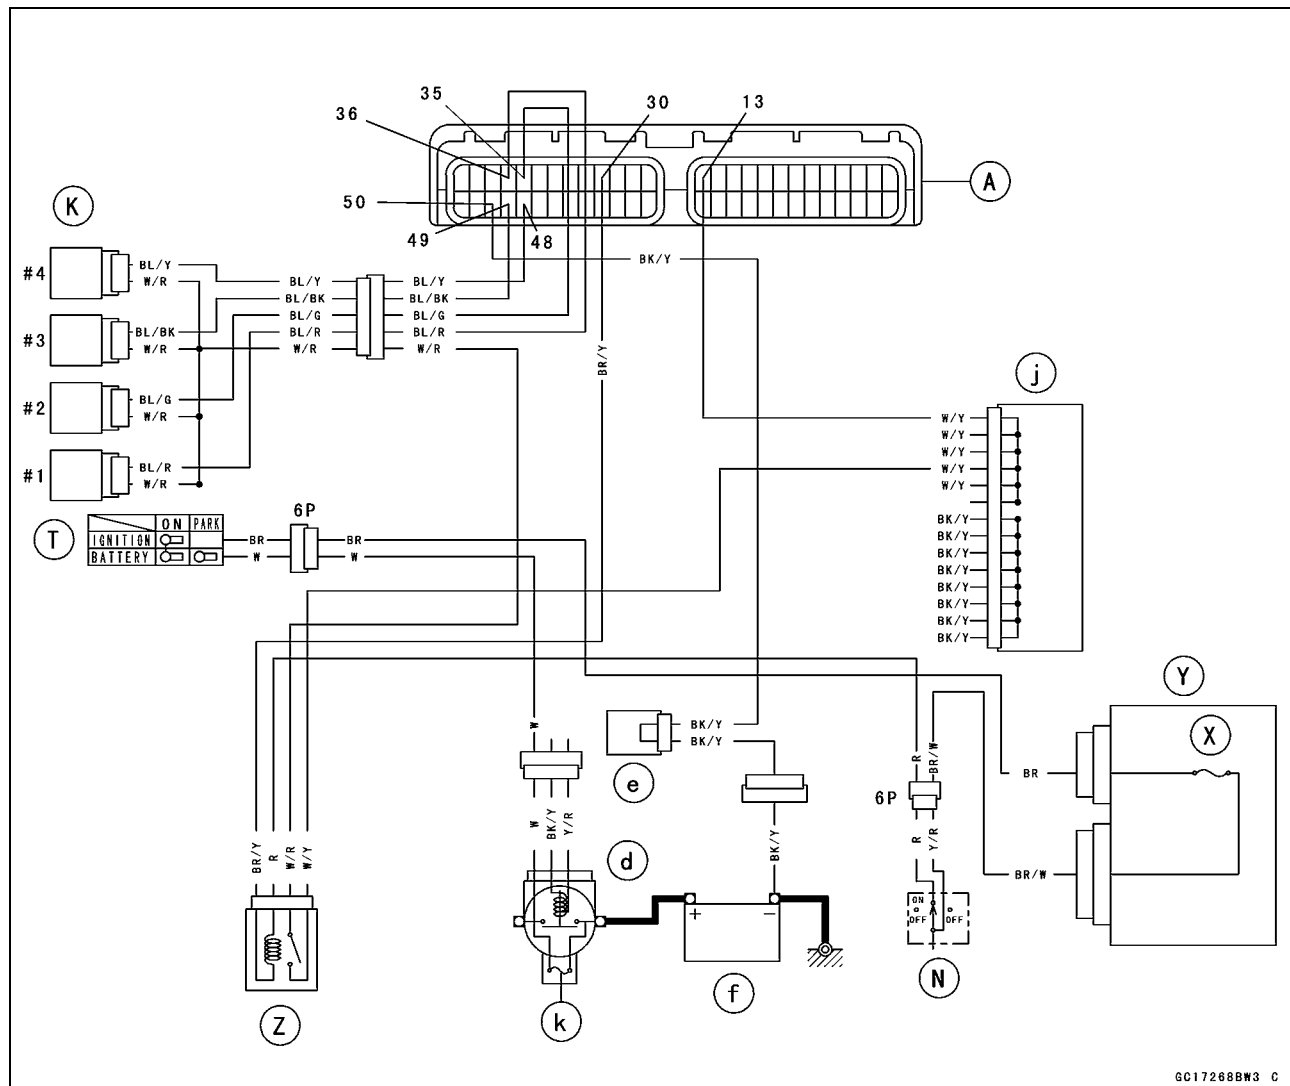 35
36
30
13
A
K
50
49
48
BK/Y
#4
BL/Y
W/R
BL/Y
BL/Y
BL/BK
BL/BK
#3
BL/BK
W/R
BL/G
BL/G
BL/R
BL/R
W/R
W/R
BR/Y
j
#2
BL/G
W/R
#1
BL/R
W/R
W/Y
W/Y
W/Y
W/Y
W/Y
BK/Y
BK/Y
BK/Y
BK/Y
BK/Y
BK/Y
BK/Y
BK/Y
T
ON PARK
IGNITION
BATTERY
6P
BR
BR
W
W
Y
X
W
BK/Y
BK/Y
e
R
BR/W
BR
6P
BR/Y
R
W/R
W/Y
W
BK/Y
Y/R
d
BK/Y
R
Y/R
BR/W
+
−
ON
OFF
OFF
Z
k
f
N
GC17268BW3 C